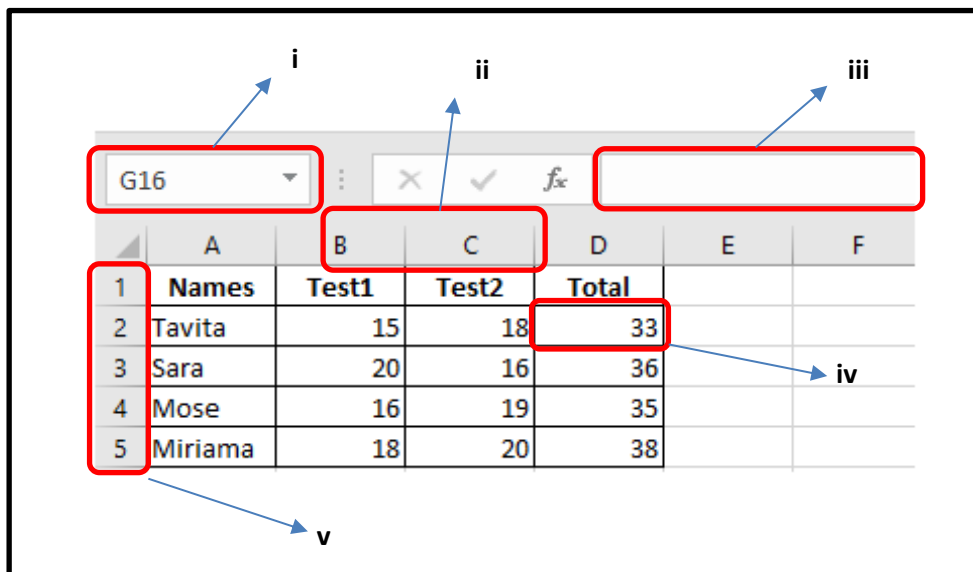 i ii iii
G16 fx
A B C D E F
1 Names Test1 Test2 Total
2 Tavita 15 18 33
3 Sara 20 16 36
iv
4 Mose 16 19 35
5 Miriama 18 20 38
v